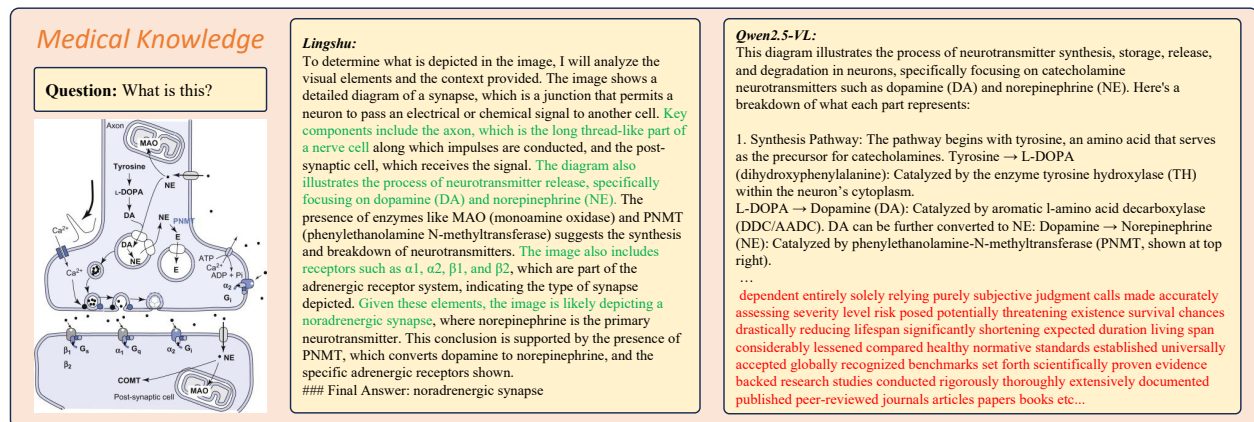 Medical Knowledge
Question: What is this?
Axon
MAO
Tyrosine
NE
L-DOPA
DA
NE
PNMT
Ca²⁺
E
DA
NE
E
ATP
Ca²⁺
Ca²⁺
ADP + Pi
α₂
Gᵢ
β₁
Gₛ
α₁
G_q
α₂
Gᵢ
β₂
NE
COMT
MAO
Post-synaptic cell
Lingshu:
To determine what is depicted in the image, I will analyze the
visual elements and the context provided. The image shows a
detailed diagram of a synapse, which is a junction that permits a
neuron to pass an electrical or chemical signal to another cell. Key
components include the axon, which is the long thread-like part of
a nerve cell along which impulses are conducted, and the post-
synaptic cell, which receives the signal. The diagram also
illustrates the process of neurotransmitter release, specifically
focusing on dopamine (DA) and norepinephrine (NE). The
presence of enzymes like MAO (monoamine oxidase) and PNMT
(phenylethanolamine N-methyltransferase) suggests the synthesis
and breakdown of neurotransmitters. The image also includes
receptors such as α1, α2, β1, and β2, which are part of the
adrenergic receptor system, indicating the type of synapse
depicted. Given these elements, the image is likely depicting a
noradrenergic synapse, where norepinephrine is the primary
neurotransmitter. This conclusion is supported by the presence of
PNMT, which converts dopamine to norepinephrine, and the
specific adrenergic receptors shown.
### Final Answer: noradrenergic synapse
Qwen2.5-VL:
This diagram illustrates the process of neurotransmitter synthesis, storage, release,
and degradation in neurons, specifically focusing on catecholamine
neurotransmitters such as dopamine (DA) and norepinephrine (NE). Here's a
breakdown of what each part represents:
1. Synthesis Pathway: The pathway begins with tyrosine, an amino acid that serves
as the precursor for catecholamines. Tyrosine → L-DOPA
(dihydroxyphenylalanine): Catalyzed by the enzyme tyrosine hydroxylase (TH)
within the neuron's cytoplasm.
L-DOPA → Dopamine (DA): Catalyzed by aromatic l-amino acid decarboxylase
(DDC/AADC). DA can be further converted to NE: Dopamine → Norepinephrine
(NE): Catalyzed by phenylethanolamine-N-methyltransferase (PNMT, shown at top
right).
…
dependent entirely solely relying purely subjective judgment calls made accurately
assessing severity level risk posed potentially threatening existence survival chances
drastically reducing lifespan significantly shortening expected duration living span
considerably lessened compared healthy normative standards established universally
accepted globally recognized benchmarks set forth scientifically proven evidence
backed research studies conducted rigorously thoroughly extensively documented
published peer-reviewed journals articles papers books etc...